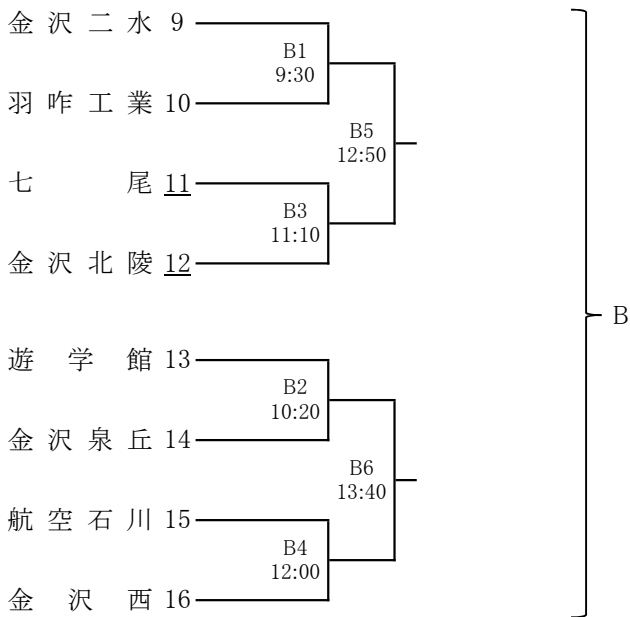 金沢二水 9
B1
9:30
羽咋工業 10
B5
12:50
七尾 11
B3
11:10
金沢北陵 12
B
遊学館 13
B2
10:20
金沢泉丘 14
B6
13:40
航空石川 15
B4
12:00
金沢西 16